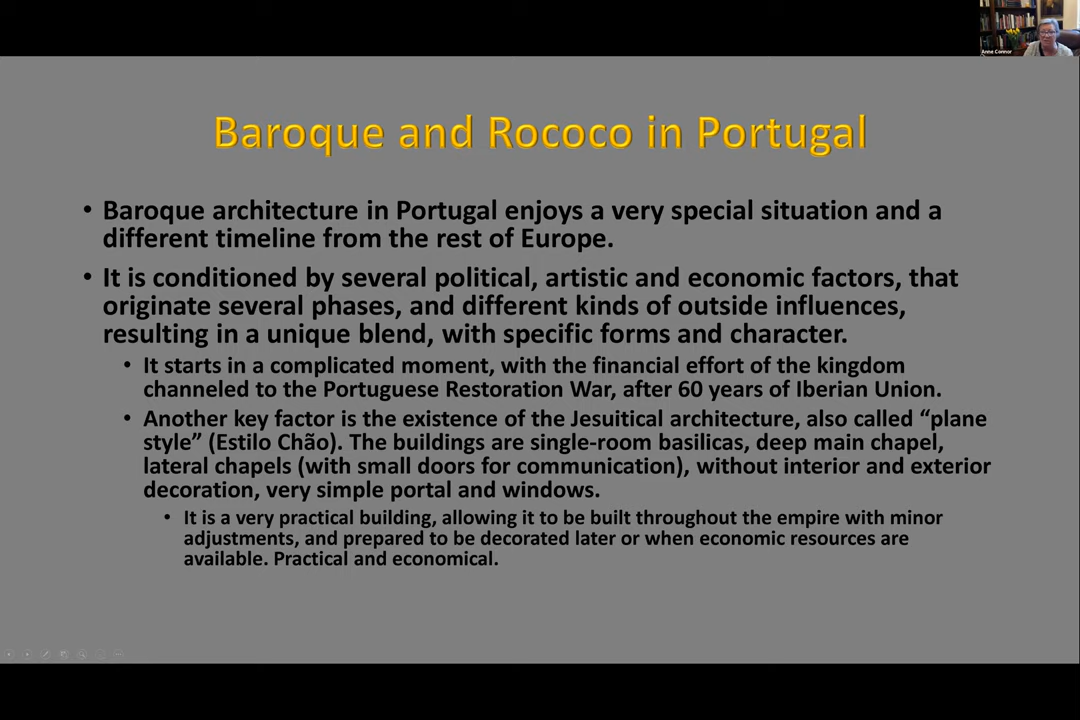 Anne Connor
Baroque and Rococo in Portugal
• Baroque architecture in Portugal enjoys a very special situation and a
different timeline from the rest of Europe.
• It is conditioned by several political, artistic and economic factors, that
originate several phases, and different kinds of outside influences,
resulting in a unique blend, with specific forms and character.
• It starts in a complicated moment, with the financial effort of the kingdom
channeled to the Portuguese Restoration War, after 60 years of Iberian Union.
• Another key factor is the existence of the Jesuitical architecture, also called “plane
style” (Estilo Chão). The buildings are single-room basilicas, deep main chapel,
lateral chapels (with small doors for communication), without interior and exterior
decoration, very simple portal and windows.
• It is a very practical building, allowing it to be built throughout the empire with minor
adjustments, and prepared to be decorated later or when economic resources are
available. Practical and economical.